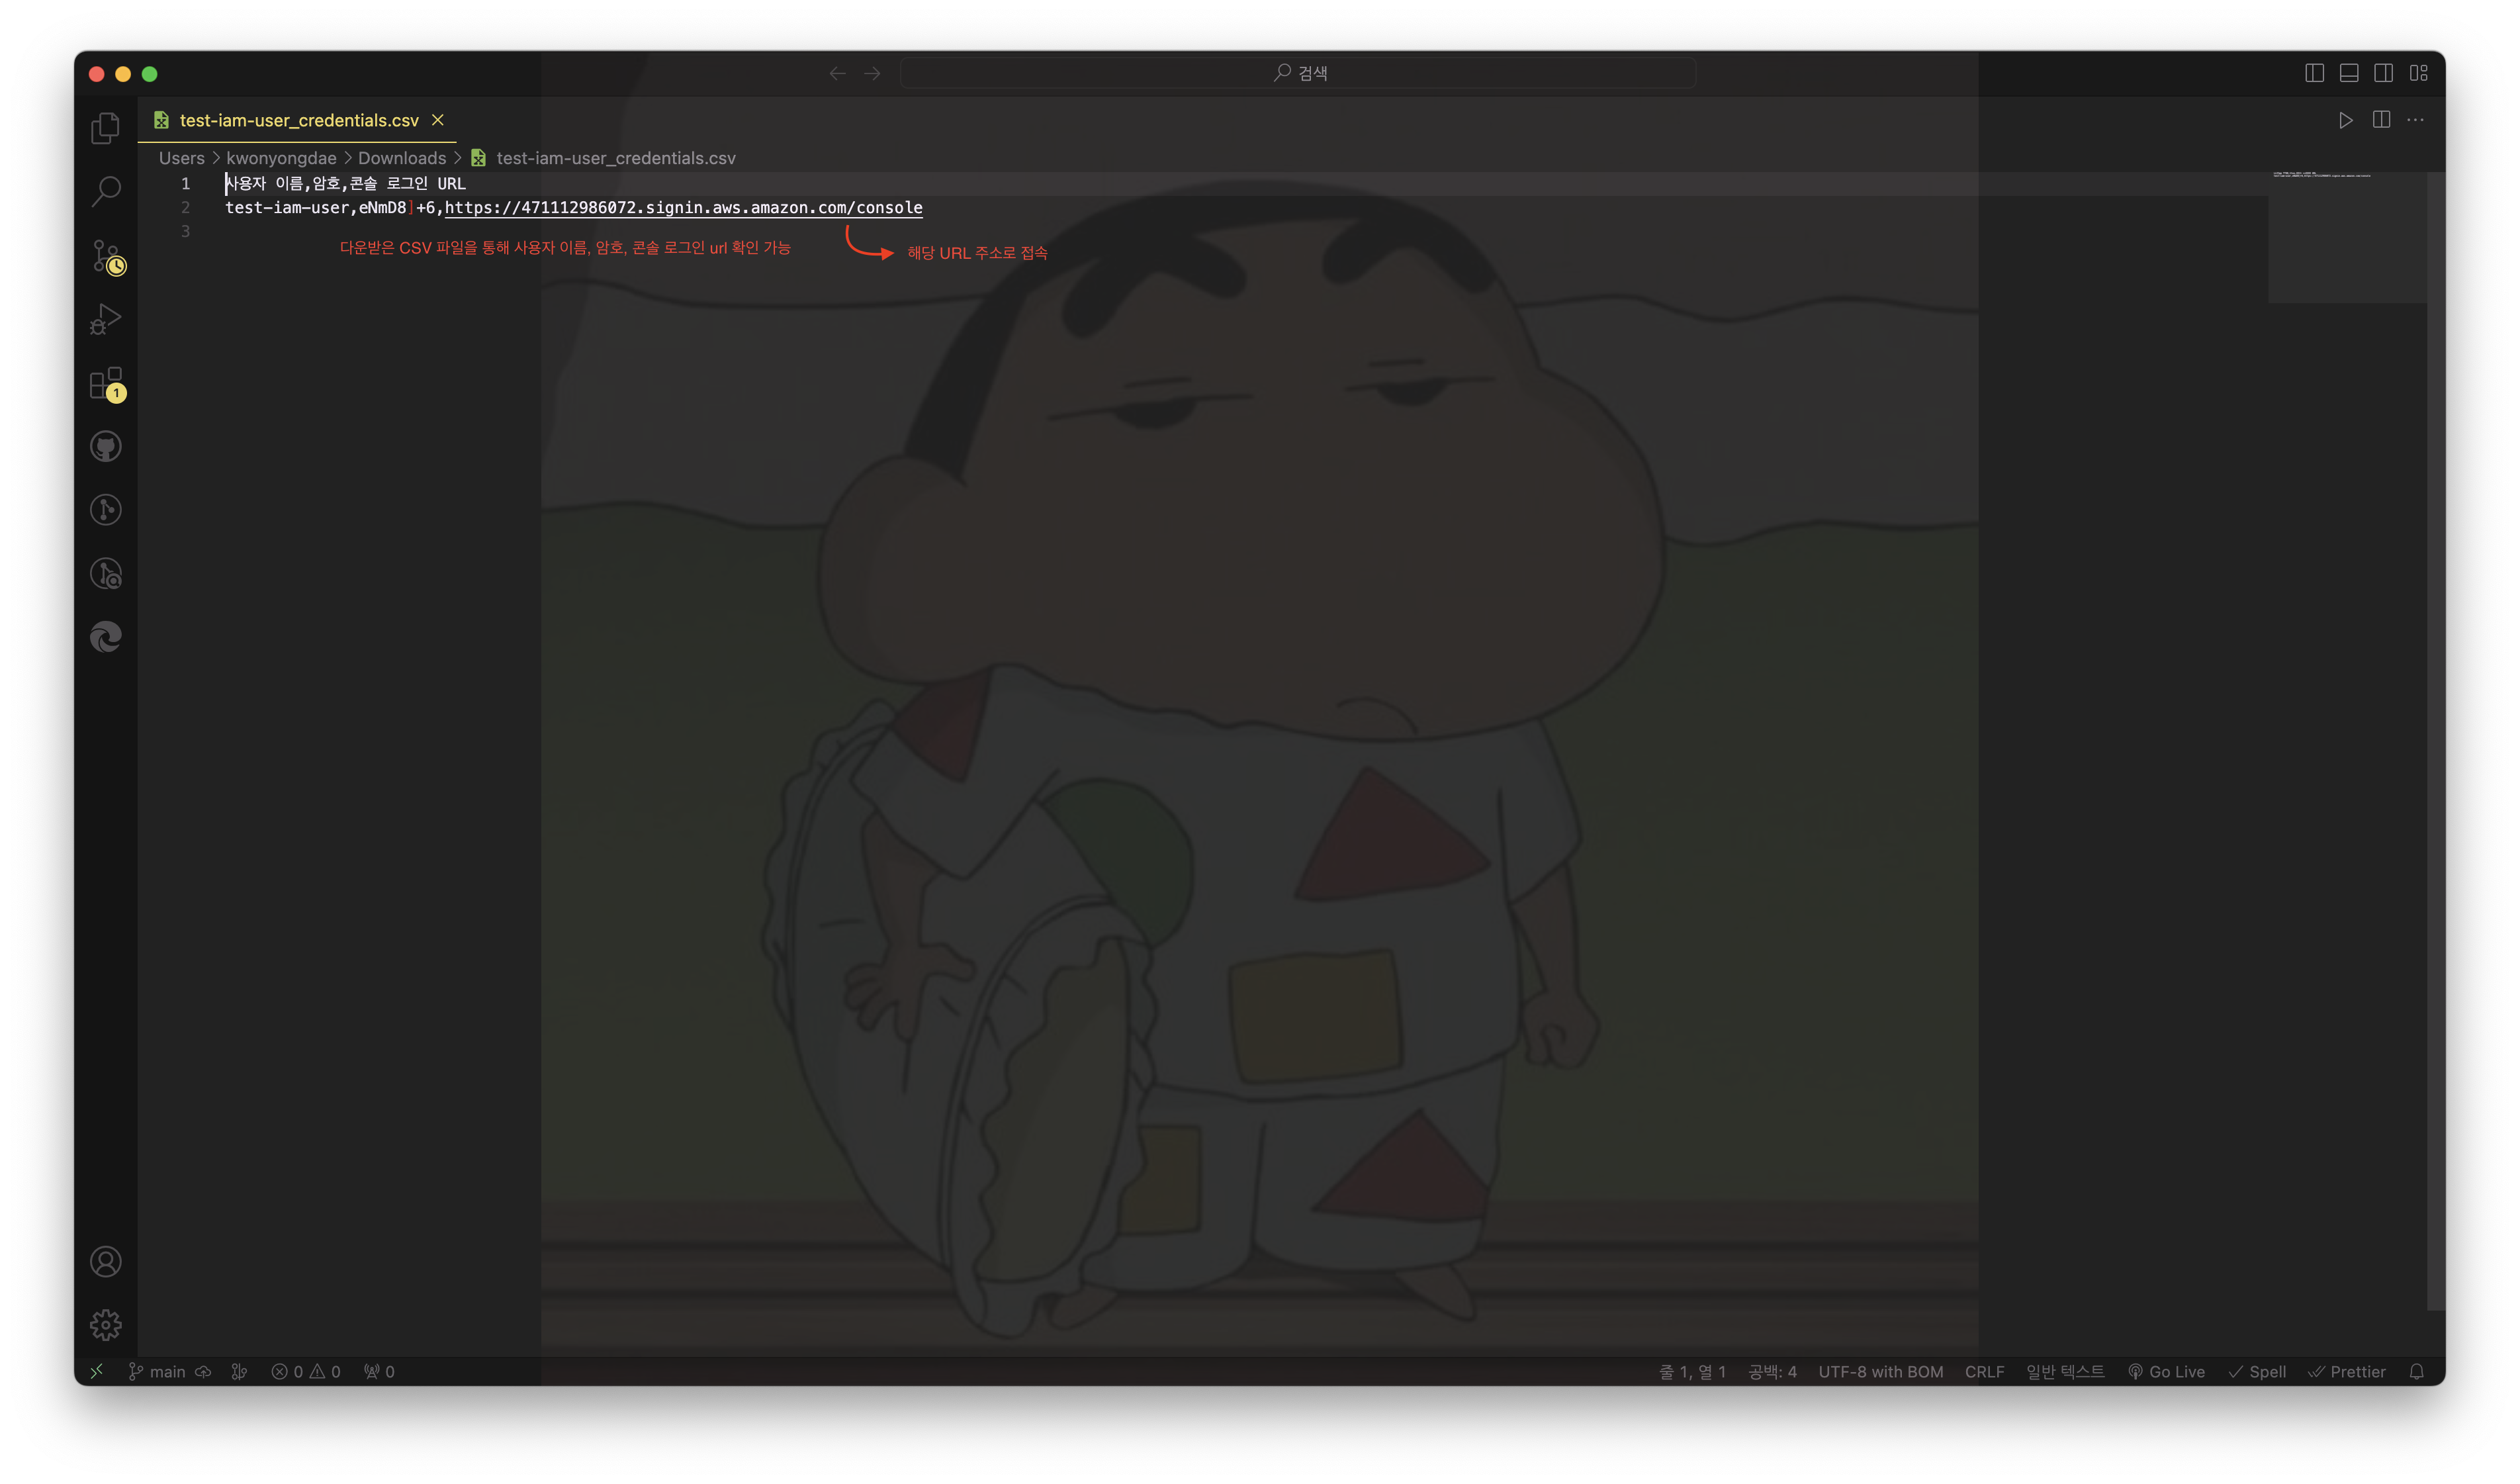 검색
test-iam-user_credentials.csv
Users > kwonyongdae > Downloads > test-iam-user_credentials.csv
1 사용자 이름,암호,콘솔 로그인 URL
2 test-iam-user,eNmD8]+6,https://471112986072.signin.aws.amazon.com/console
3
다운받은 CSV 파일을 통해 사용자 이름, 암호, 콘솔 로그인 url 확인 가능
해당 URL 주소로 접속
1
main 0 0 0 줄 1, 열 1 공백: 4 UTF-8 with BOM CRLF 일반 텍스트 Go Live Spell Prettier